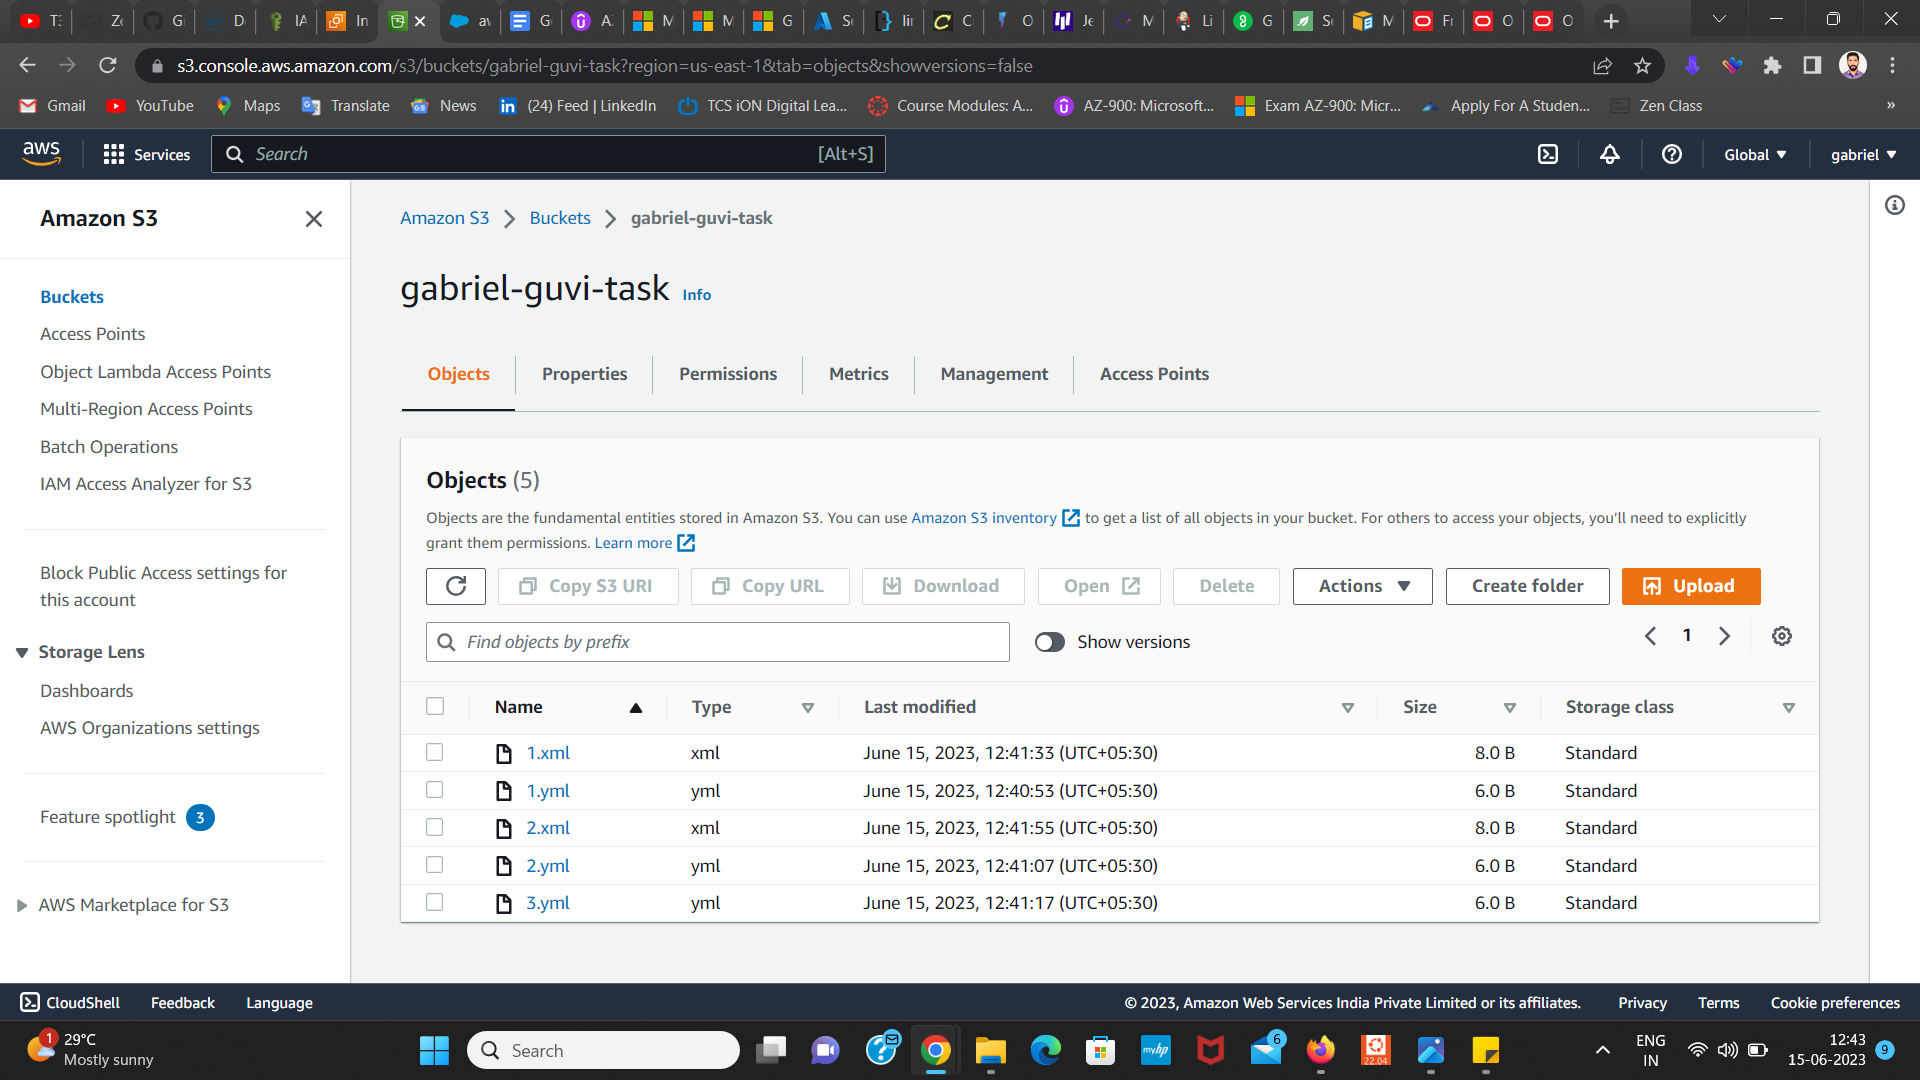 s3.console.aws.amazon.com/s3/buckets/gabriel-guvi-task?region=us-east-1&tab=objects&showversions=false
Gmail YouTube Maps Translate News (24) Feed | LinkedIn TCS iON Digital Lea... Course Modules: A... AZ-900: Microsoft... Exam AZ-900: Micr... Apply For A Studen... Zen Class »
aws Services Search [Alt+S] Global gabriel
Amazon S3
Buckets
Access Points
Object Lambda Access Points
Multi-Region Access Points
Batch Operations
IAM Access Analyzer for S3
Block Public Access settings for
this account
Storage Lens
Dashboards
AWS Organizations settings
Feature spotlight 3
AWS Marketplace for S3
Amazon S3 Buckets gabriel-guvi-task
gabriel-guvi-task Info
Objects Properties Permissions Metrics Management Access Points
Objects (5)
Objects are the fundamental entities stored in Amazon S3. You can use Amazon S3 inventory to get a list of all objects in your bucket. For others to access your objects, you'll need to explicitly
grant them permissions. Learn more
Copy S3 URI Copy URL Download Open Delete Actions Create folder Upload
Find objects by prefix Show versions 1
Name Type Last modified Size Storage class
1.xml xml June 15, 2023, 12:41:33 (UTC+05:30) 8.0 B Standard
1.yml yml June 15, 2023, 12:40:53 (UTC+05:30) 6.0 B Standard
2.xml xml June 15, 2023, 12:41:55 (UTC+05:30) 8.0 B Standard
2.yml yml June 15, 2023, 12:41:07 (UTC+05:30) 6.0 B Standard
3.yml yml June 15, 2023, 12:41:17 (UTC+05:30) 6.0 B Standard
CloudShell Feedback Language © 2023, Amazon Web Services India Private Limited or its affiliates. Privacy Terms Cookie preferences
1 29°C
Mostly sunny
Search
myhp
6
22.04
ENG
IN
12:43
15-06-2023
9